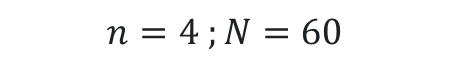 n = 4 ; N = 60